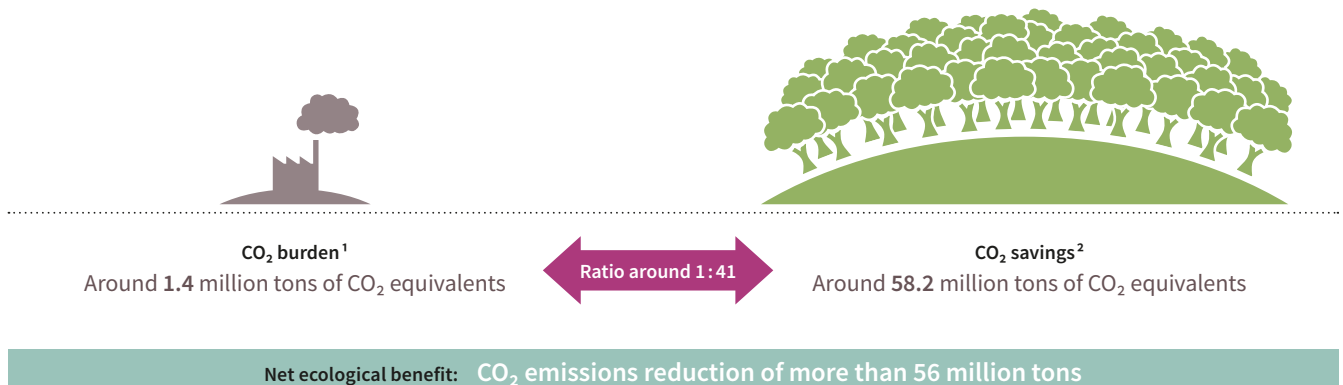 CO₂ burden¹
Around 1.4 million tons of CO₂ equivalents
Ratio around 1:41
CO₂ savings²
Around 58.2 million tons of CO₂ equivalents
Net ecological benefit: CO₂ emissions reduction of more than 56 million tons